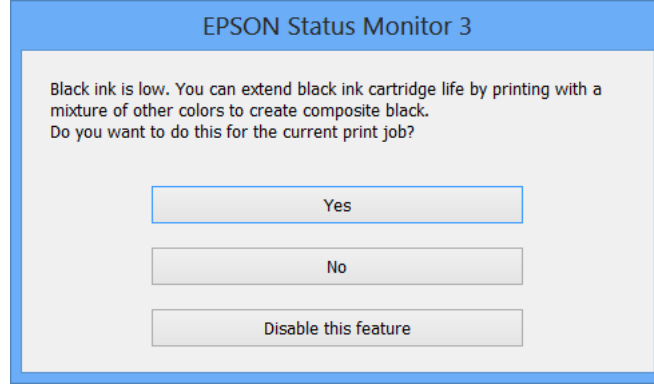 EPSON Status Monitor 3
Black ink is low. You can extend black ink cartridge life by printing with a
mixture of other colors to create composite black.
Do you want to do this for the current print job?
Yes
No
Disable this feature